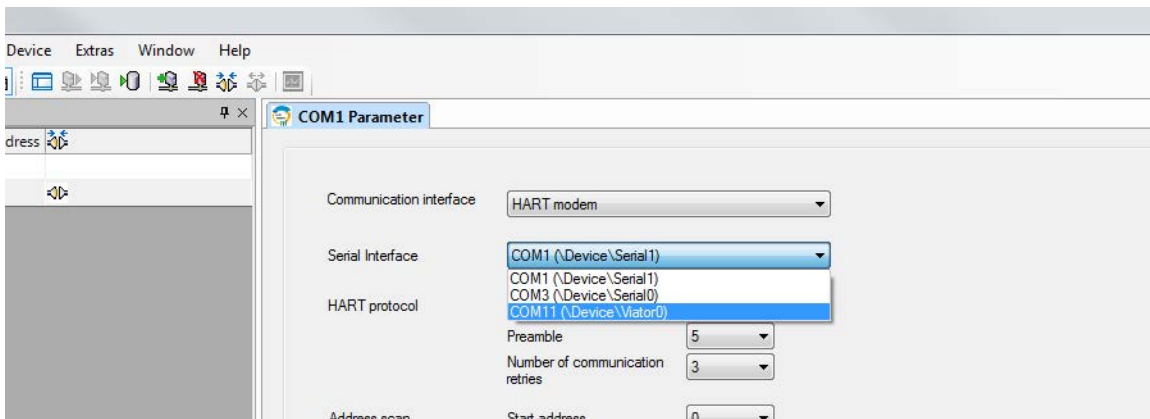 Device Extras Window Help
COM1 Parameter
dress
Communication interface HART modem
Serial Interface COM1 (\Device\Serial1)
COM1 (\Device\Serial1)
COM3 (\Device\Serial0)
HART protocol
COM11 (\Device\Viator0)
Preamble 5
Number of communication 3
retries
Address scan Start address 0